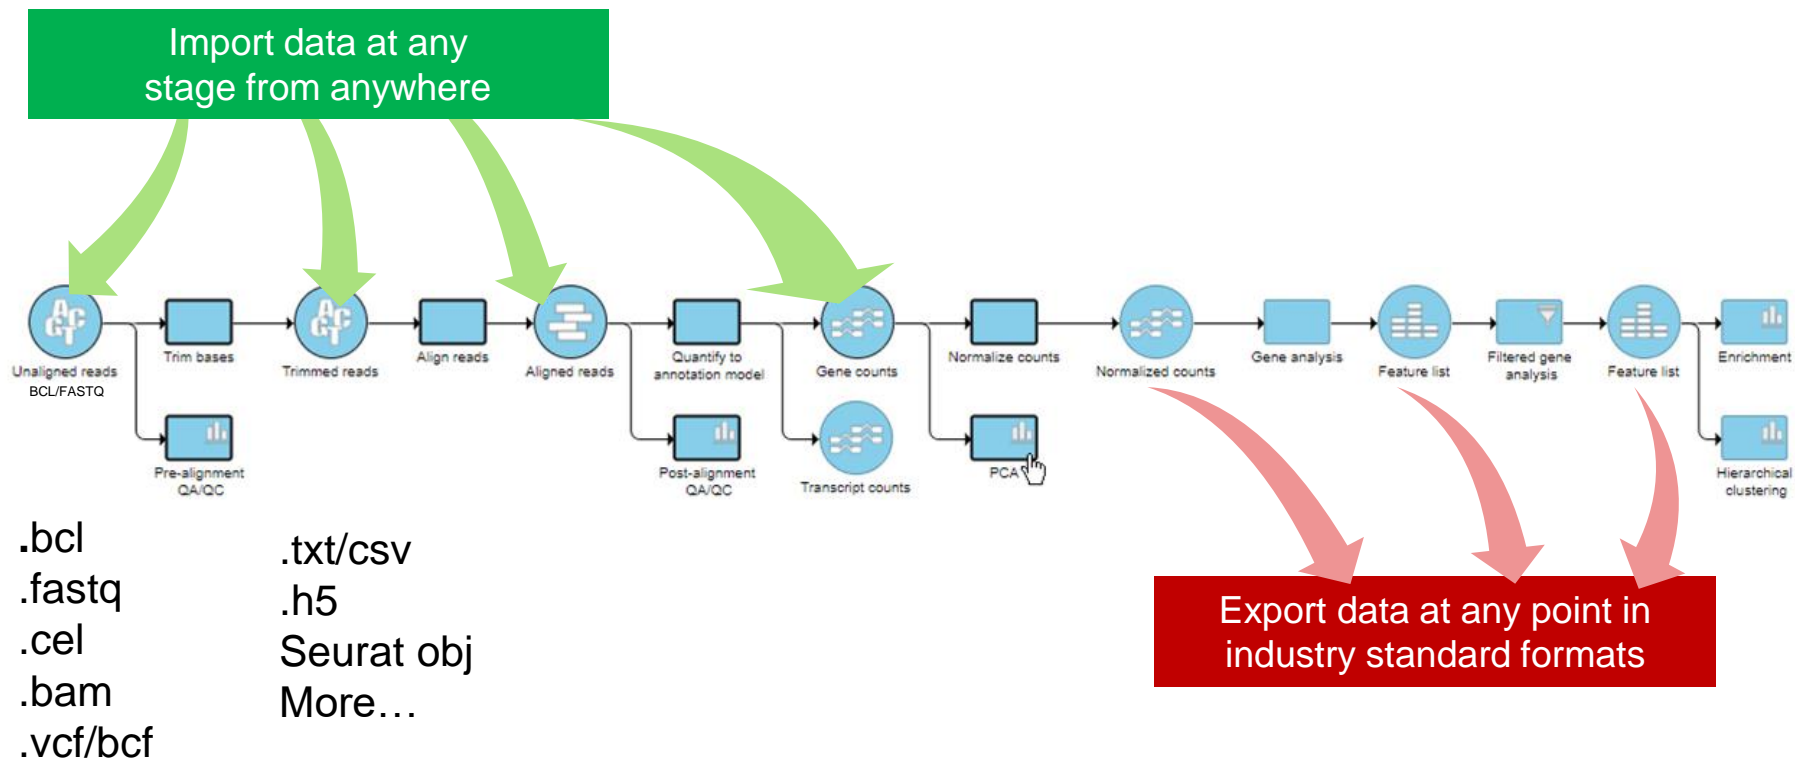 Import data at any
stage from anywhere
Unaligned reads
BCL/FASTQ
Trim bases
Trimmed reads
Align reads
Aligned reads
Quantify to
annotation model
Gene counts
Normalize counts
Normalized counts
Gene analysis
Feature list
Filtered gene
analysis
Feature list
Enrichment
Pre-alignment
QA/QC
Post-alignment
QA/QC
Transcript counts
PCA
Hierarchical
clustering
.bcl
.fastq
.cel
.bam
.vcf/bcf
.txt/csv
.h5
Seurat obj
More…
Export data at any point in
industry standard formats